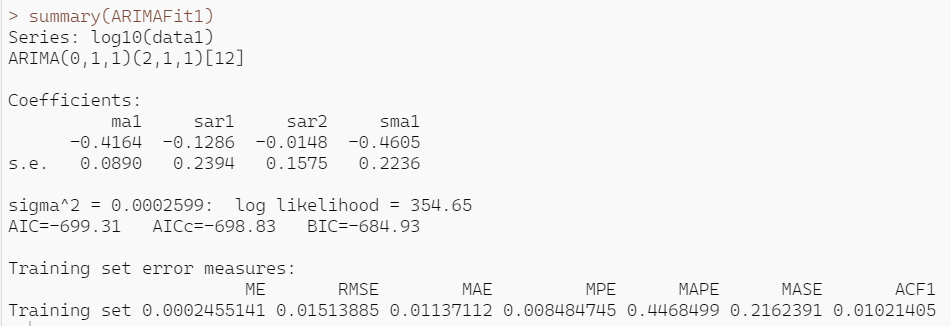 > summary(ARIMAFit1)
Series: log10(data1)
ARIMA(0,1,1)(2,1,1)[12]
Coefficients:
ma1 sar1 sar2 sma1
-0.4164 -0.1286 -0.0148 -0.4605
s.e. 0.0890 0.2394 0.1575 0.2236
sigma^2 = 0.0002599: log likelihood = 354.65
AIC=-699.31 AICc=-698.83 BIC=-684.93
Training set error measures:
ME RMSE MAE MPE MAPE MASE ACF1
Training set 0.0002455141 0.01513885 0.01137112 0.008484745 0.4468499 0.2162391 0.01021405